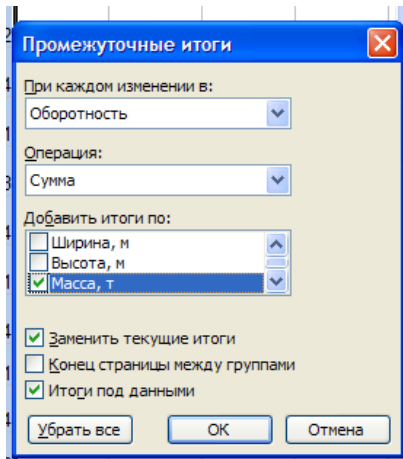 Промежуточные итоги
При каждом изменении в:
Оборотность
Операция:
Сумма
Добавить итоги по:
Ширина, м
Высота, м
Масса, т
Заменить текущие итоги
Конец страницы между группами
Итоги под данными
Убрать все ОК Отмена